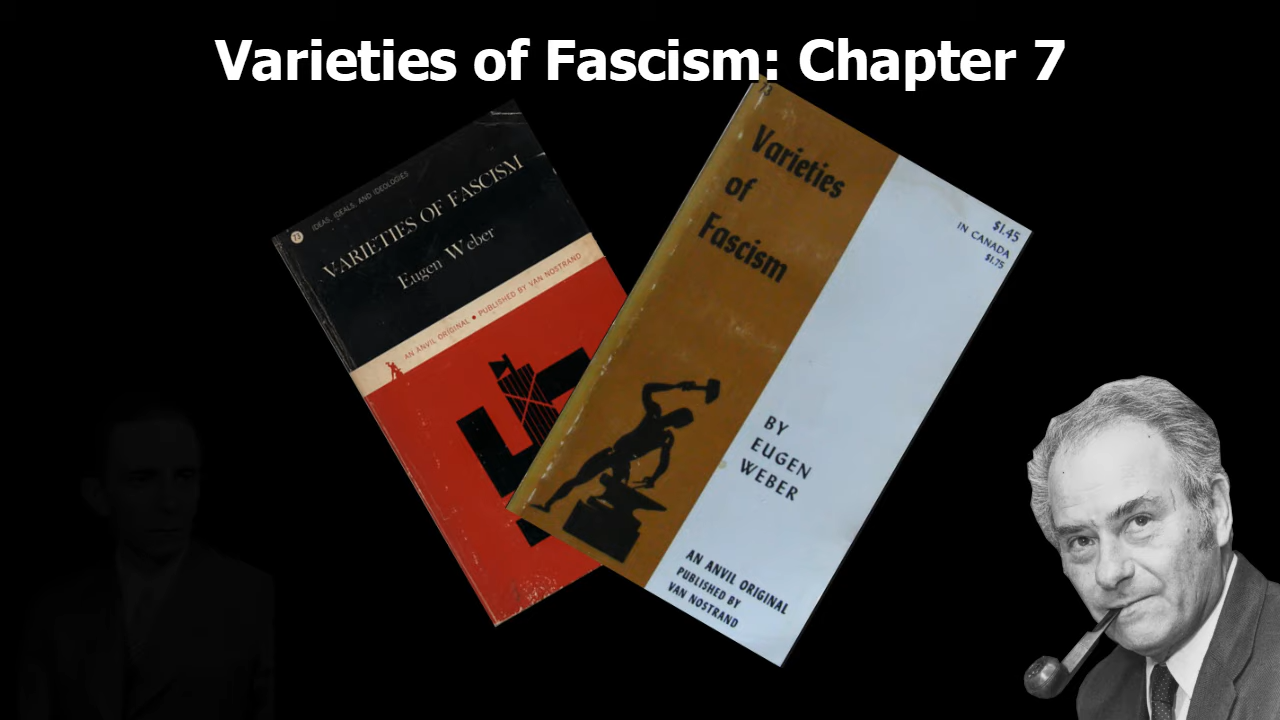 Varieties of Fascism: Chapter 7
73
IDEAS, IDEALS, AND IDEOLOGIES
VARIETIES OF FASCISM
Eugen Weber
AN ANVIL ORIGINAL • PUBLISHED BY VAN NOSTRAND
73
Varieties
of
Fascism
$1.45
IN CANADA
$1.75
BY
EUGEN
WEBER
AN ANVIL ORIGINAL
PUBLISHED BY
VAN NOSTRAND